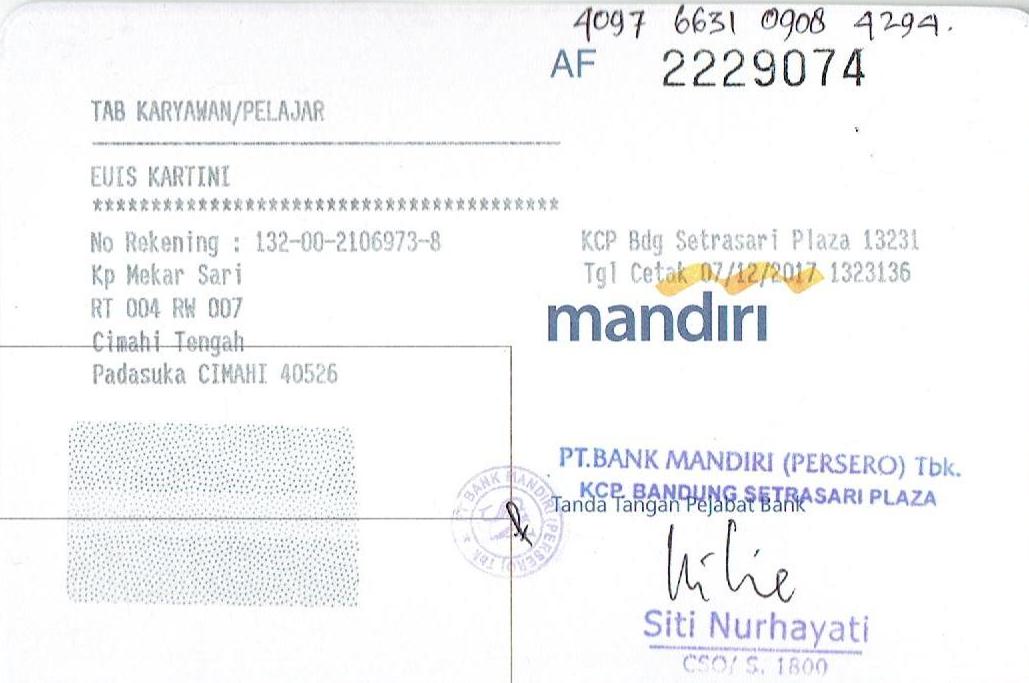 4097 6631 0908 4294.
AF 2229074
TAB KARYAWAN/PELAJAR
EUIS KARTINI
****************************************
No Rekening : 132-00-2106973-8
Kp Mekar Sari
RT 004 RW 007
Cimahi Tengah
Padasuka CIMAHI 40526
KCP Bdg Setrasari Plaza 13231
Tgl Cetak 07/12/2017 1323136
mandiri
PT.BANK MANDIRI (PERSERO) Tbk.
KCP. BANDUNG SETRASARI PLAZA
Tanda Tangan Pejabat Bank
PT BANK MANDIRI (PERSERO) Tbk
Siti Nurhayati
CSO/ S. 1800